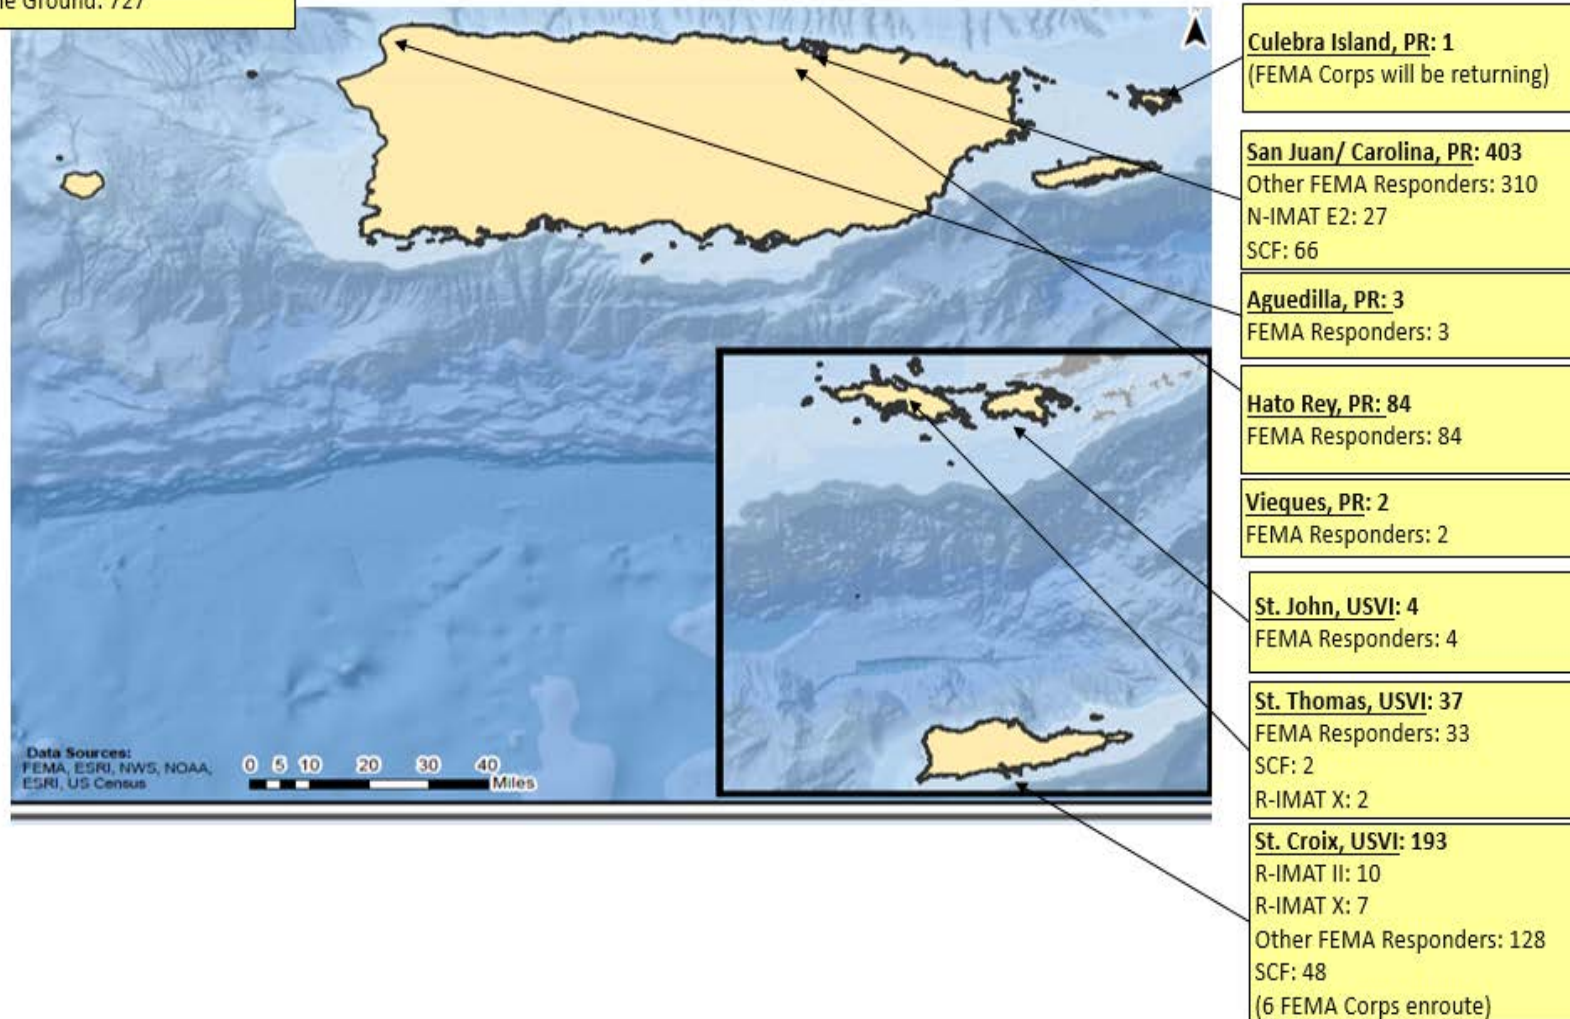 Ground: 727
Culebra Island, PR: 1
(FEMA Corps will be returning)
San Juan/ Carolina, PR: 403
Other FEMA Responders: 310
N-IMAT E2: 27
SCF: 66
Aguedilla, PR: 3
FEMA Responders: 3
Hato Rey, PR: 84
FEMA Responders: 84
Vieques, PR: 2
FEMA Responders: 2
St. John, USVI: 4
FEMA Responders: 4
St. Thomas, USVI: 37
FEMA Responders: 33
SCF: 2
R-IMAT X: 2
St. Croix, USVI: 193
R-IMAT II: 10
R-IMAT X: 7
Other FEMA Responders: 128
SCF: 48
(6 FEMA Corps enroute)
Data Sources:
FEMA, ESRI, NWS, NOAA,
ESRI, US Census
0 5 10 20 30 40
Miles